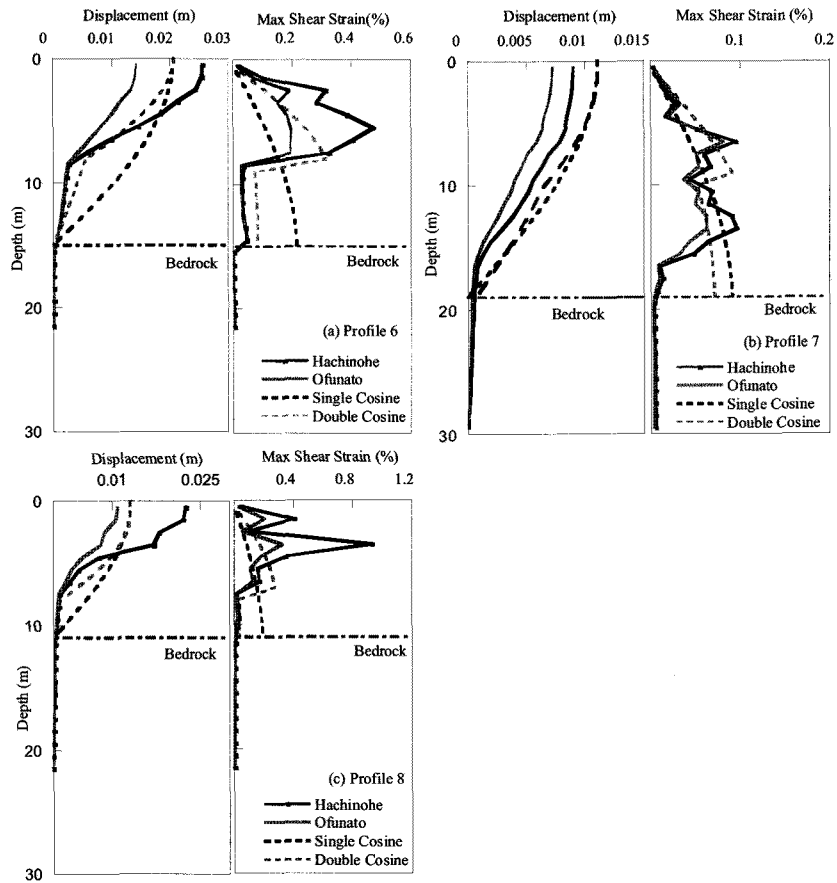 Displacement (m)
0 0.01 0.02 0.03
Max Shear Strain(%)
0.2 0.4 0.6
0
10
20
30
Depth (m)
Bedrock
Bedrock
(a) Profile 6
Hachinohe
Ofunato
Single Cosine
Double Cosine
Displacement (m)
0 0.005 0.01 0.015
Max Shear Strain (%)
0.1 0.2
0
10
20
30
Depth (m)
Bedrock
Bedrock
(b) Profile 7
Hachinohe
Ofunato
Single Cosine
Double Cosine
Displacement (m)
0.01 0.025
Max Shear Strain (%)
0.4 0.8 1.2
0
10
20
30
Depth (m)
Bedrock
(c) Profile 8
Hachinohe
Ofunato
Single Cosine
Double Cosine